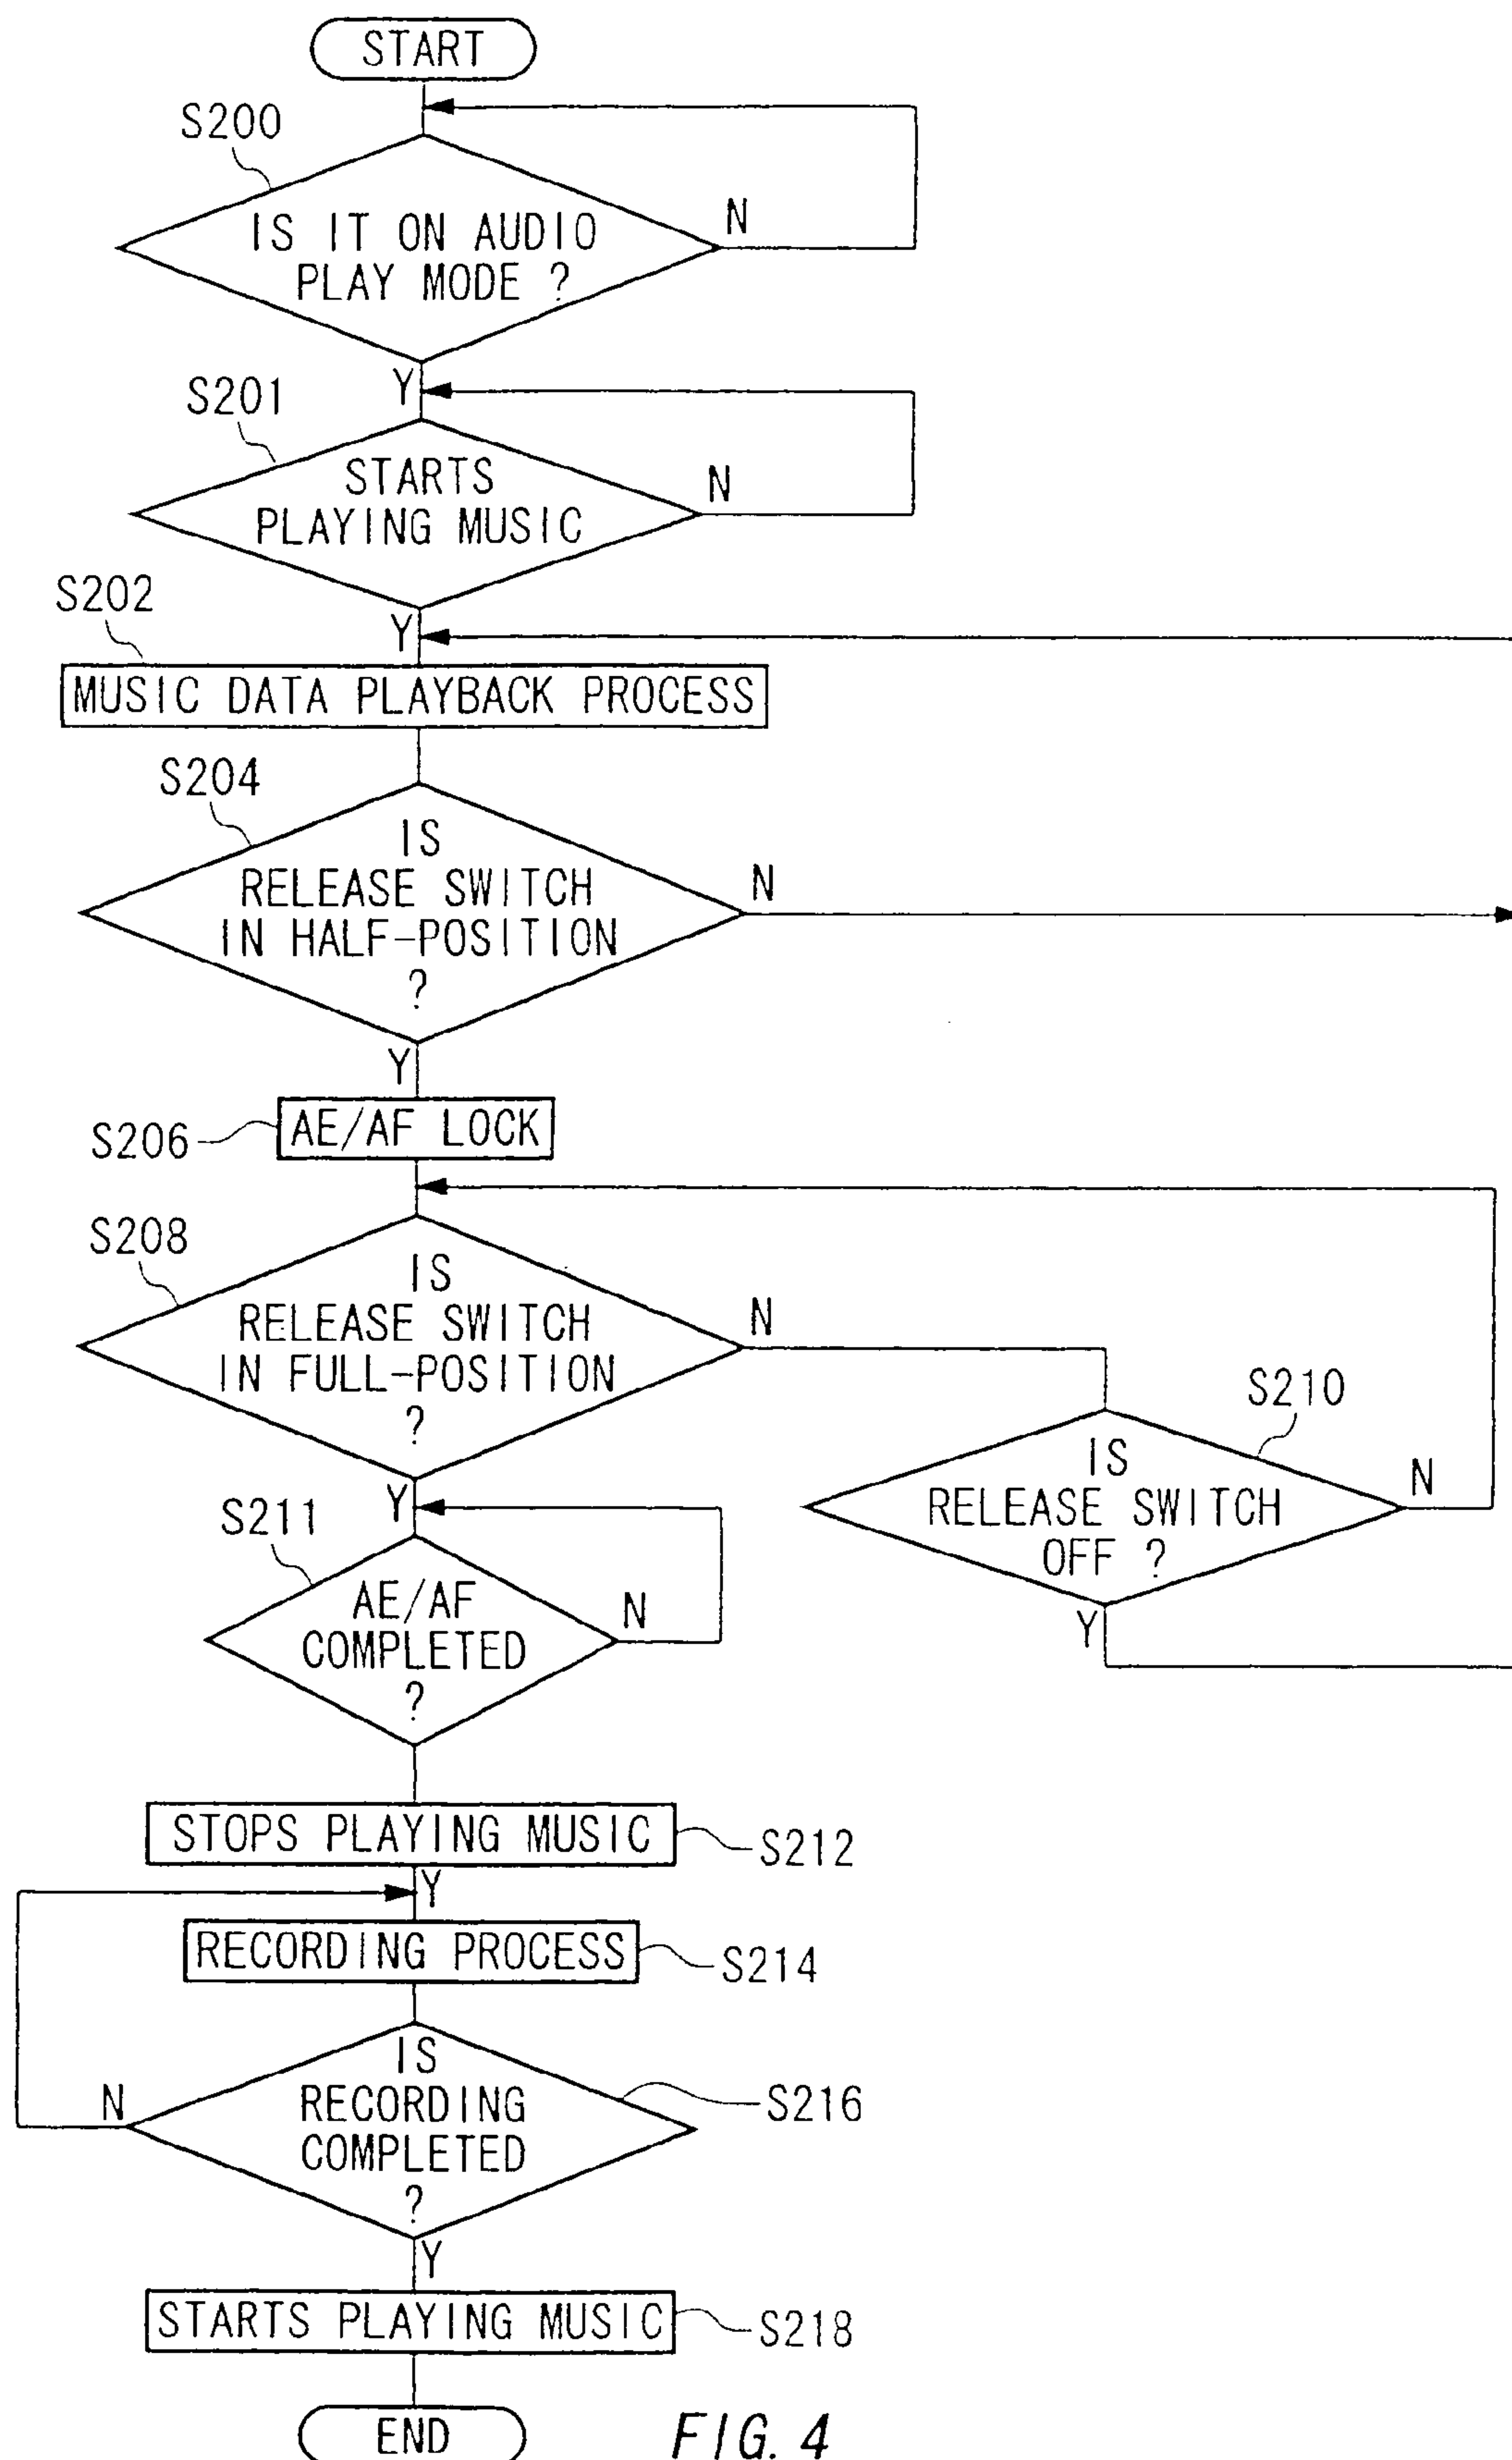 START
S200
IS IT ON AUDIO
PLAY MODE ?
N
Y
S201
STARTS
PLAYING MUSIC
N
Y
S202
MUSIC DATA PLAYBACK PROCESS
S204
IS
RELEASE SWITCH
IN HALF-POSITION
?
N
Y
S206
AE/AF LOCK
S208
IS
RELEASE SWITCH
IN FULL-POSITION
?
N
Y
S210
IS
RELEASE SWITCH
OFF ?
N
Y
S211
AE/AF
COMPLETED
?
N
STOPS PLAYING MUSIC
S212
Y
RECORDING PROCESS
S214
IS
RECORDING
COMPLETED
?
S216
N
Y
STARTS PLAYING MUSIC
S218
END
FIG. 4